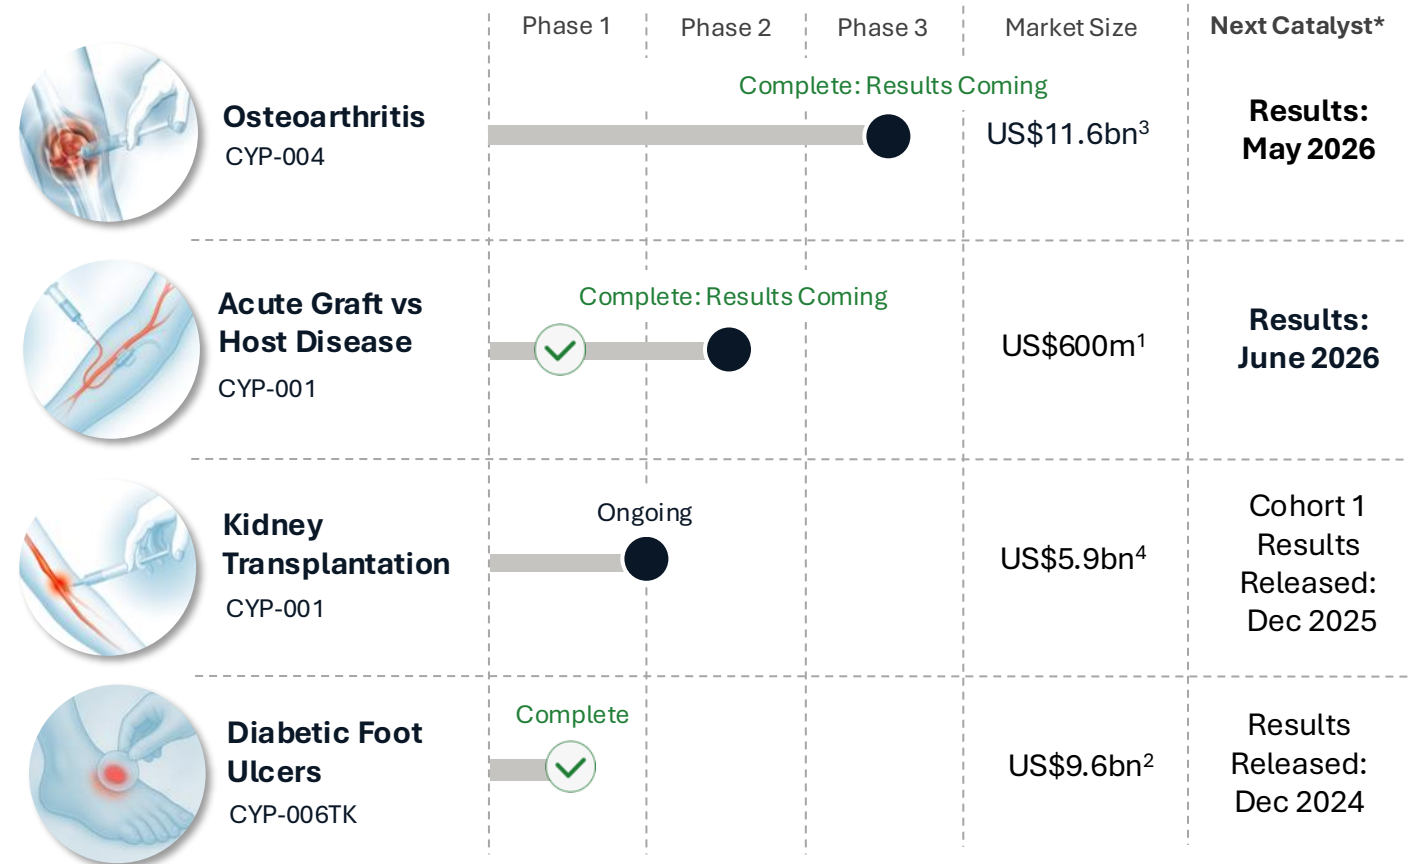 Phase 1 Phase 2 Phase 3 Market Size Next Catalyst*
Complete: Results Coming
Osteoarthritis
CYP-004
US$11.6bn³
Results:
May 2026
Complete: Results Coming
Acute Graft vs
Host Disease
CYP-001
US$600m¹
Results:
June 2026
Ongoing
Kidney
Transplantation
CYP-001
US$5.9bn⁴
Cohort 1
Results
Released:
Dec 2025
Complete
Diabetic Foot
Ulcers
CYP-006TK
US$9.6bn²
Results
Released:
Dec 2024